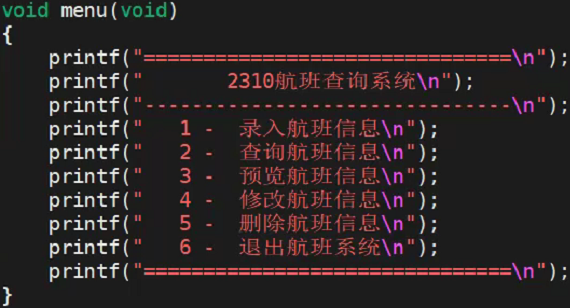 void menu(void)
{
    printf("===============================\n");
    printf("       2310航班查询系统\n");
    printf("-------------------------------\n");
    printf("   1 -  录入航班信息\n");
    printf("   2 -  查询航班信息\n");
    printf("   3 -  预览航班信息\n");
    printf("   4 -  修改航班信息\n");
    printf("   5 -  删除航班信息\n");
    printf("   6 -  退出航班系统\n");
    printf("===============================\n");
}